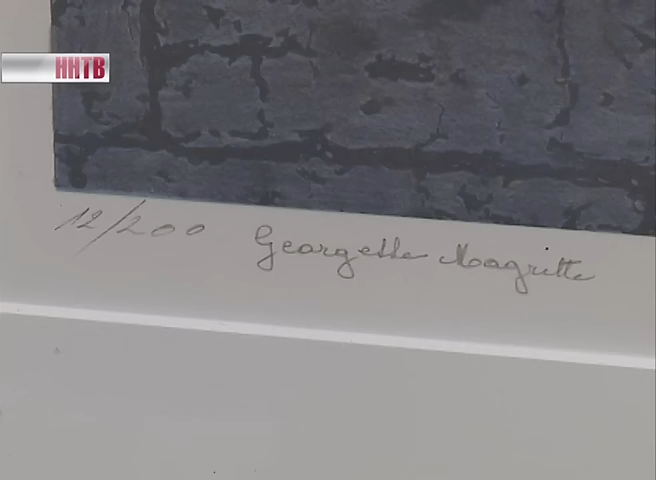 ННТВ
12/200 Georgette Magritte